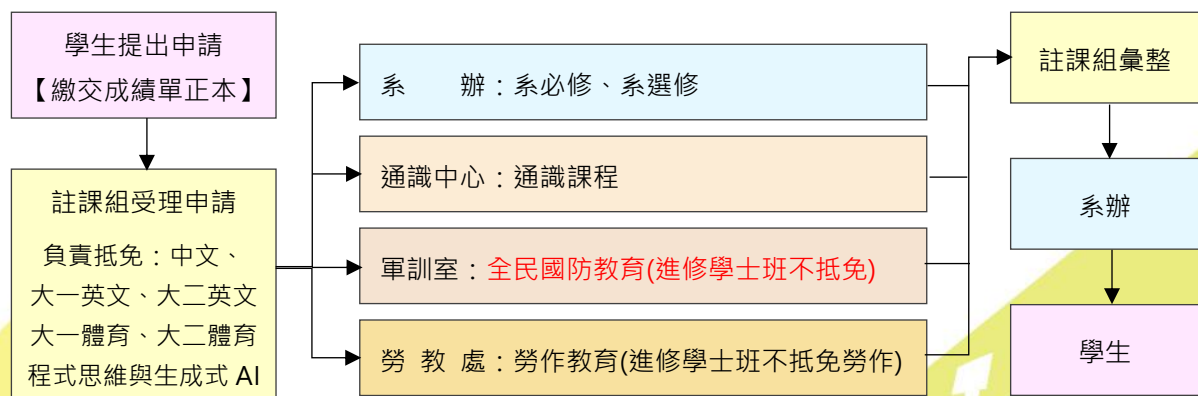 學生提出申請
【繳交成績單正本】
註課組受理申請
負責抵免：中文、
大一英文、大二英文
大一體育、大二體育
程式思維與生成式 AI
系　　辦：系必修、系選修
通識中心：通識課程
軍訓室：全民國防教育(進修學士班不抵免)
勞 教 處：勞作教育(進修學士班不抵免勞作)
註課組彙整
系辦
學生